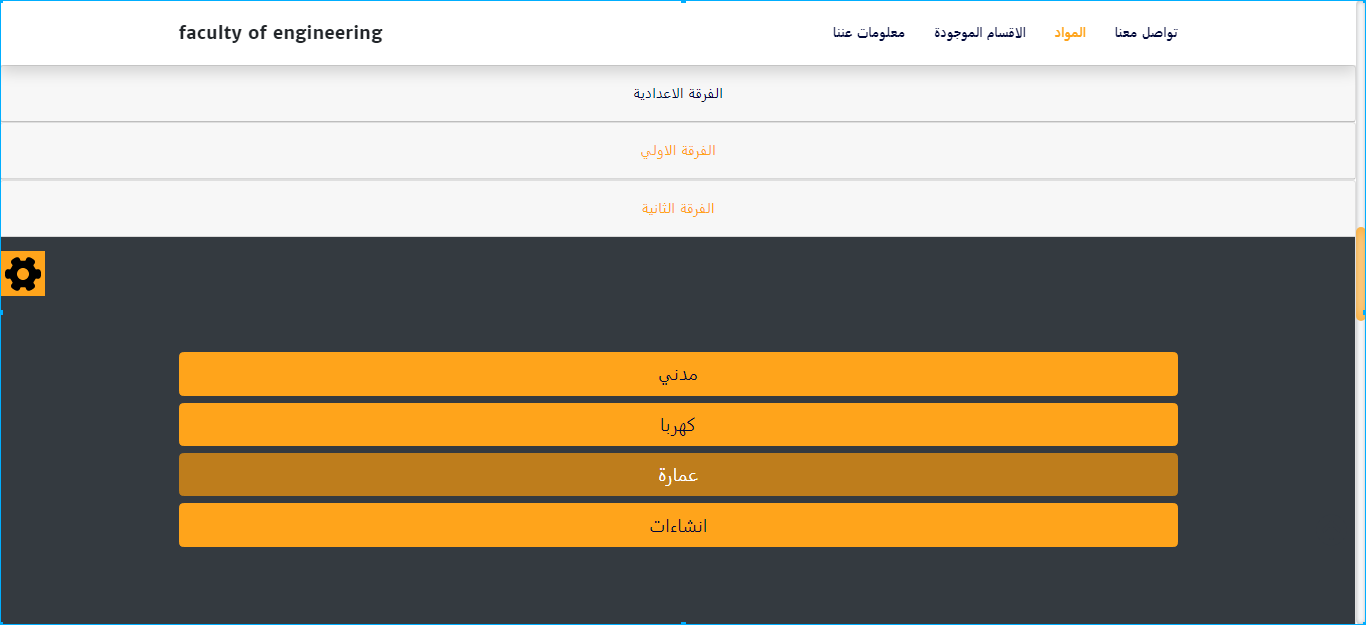 faculty of engineering
تواصل معنا
المواد
الاقسام الموجودة
معلومات عننا
الفرقة الاعدادية
الفرقة الاولي
الفرقة الثانية
مدني
كهربا
عمارة
انشاءات